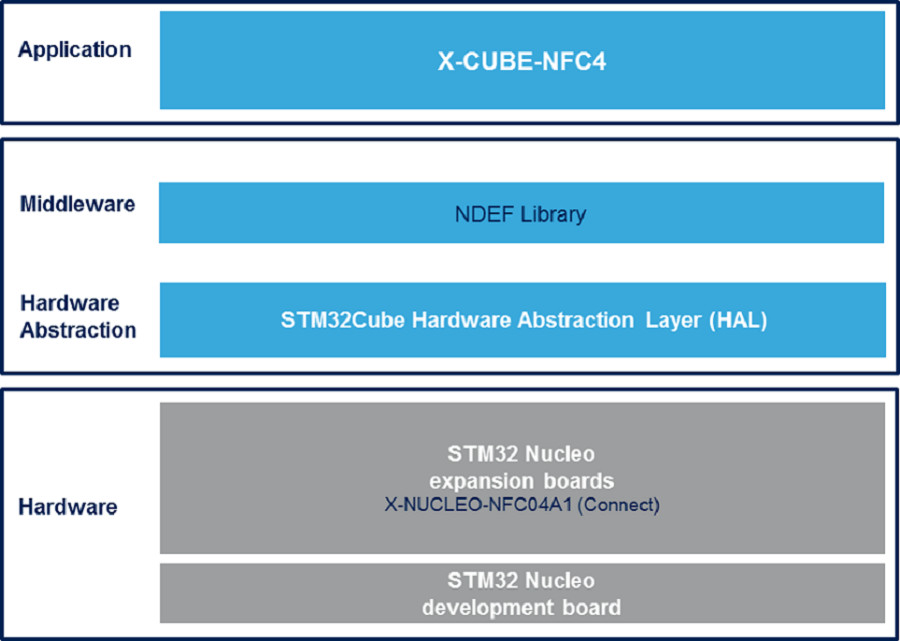 Application
X-CUBE-NFC4
Middleware
NDEF Library
Hardware
Abstraction
STM32Cube Hardware Abstraction Layer (HAL)
Hardware
STM32 Nucleo
expansion boards
X-NUCLEO-NFC04A1 (Connect)
STM32 Nucleo
development board